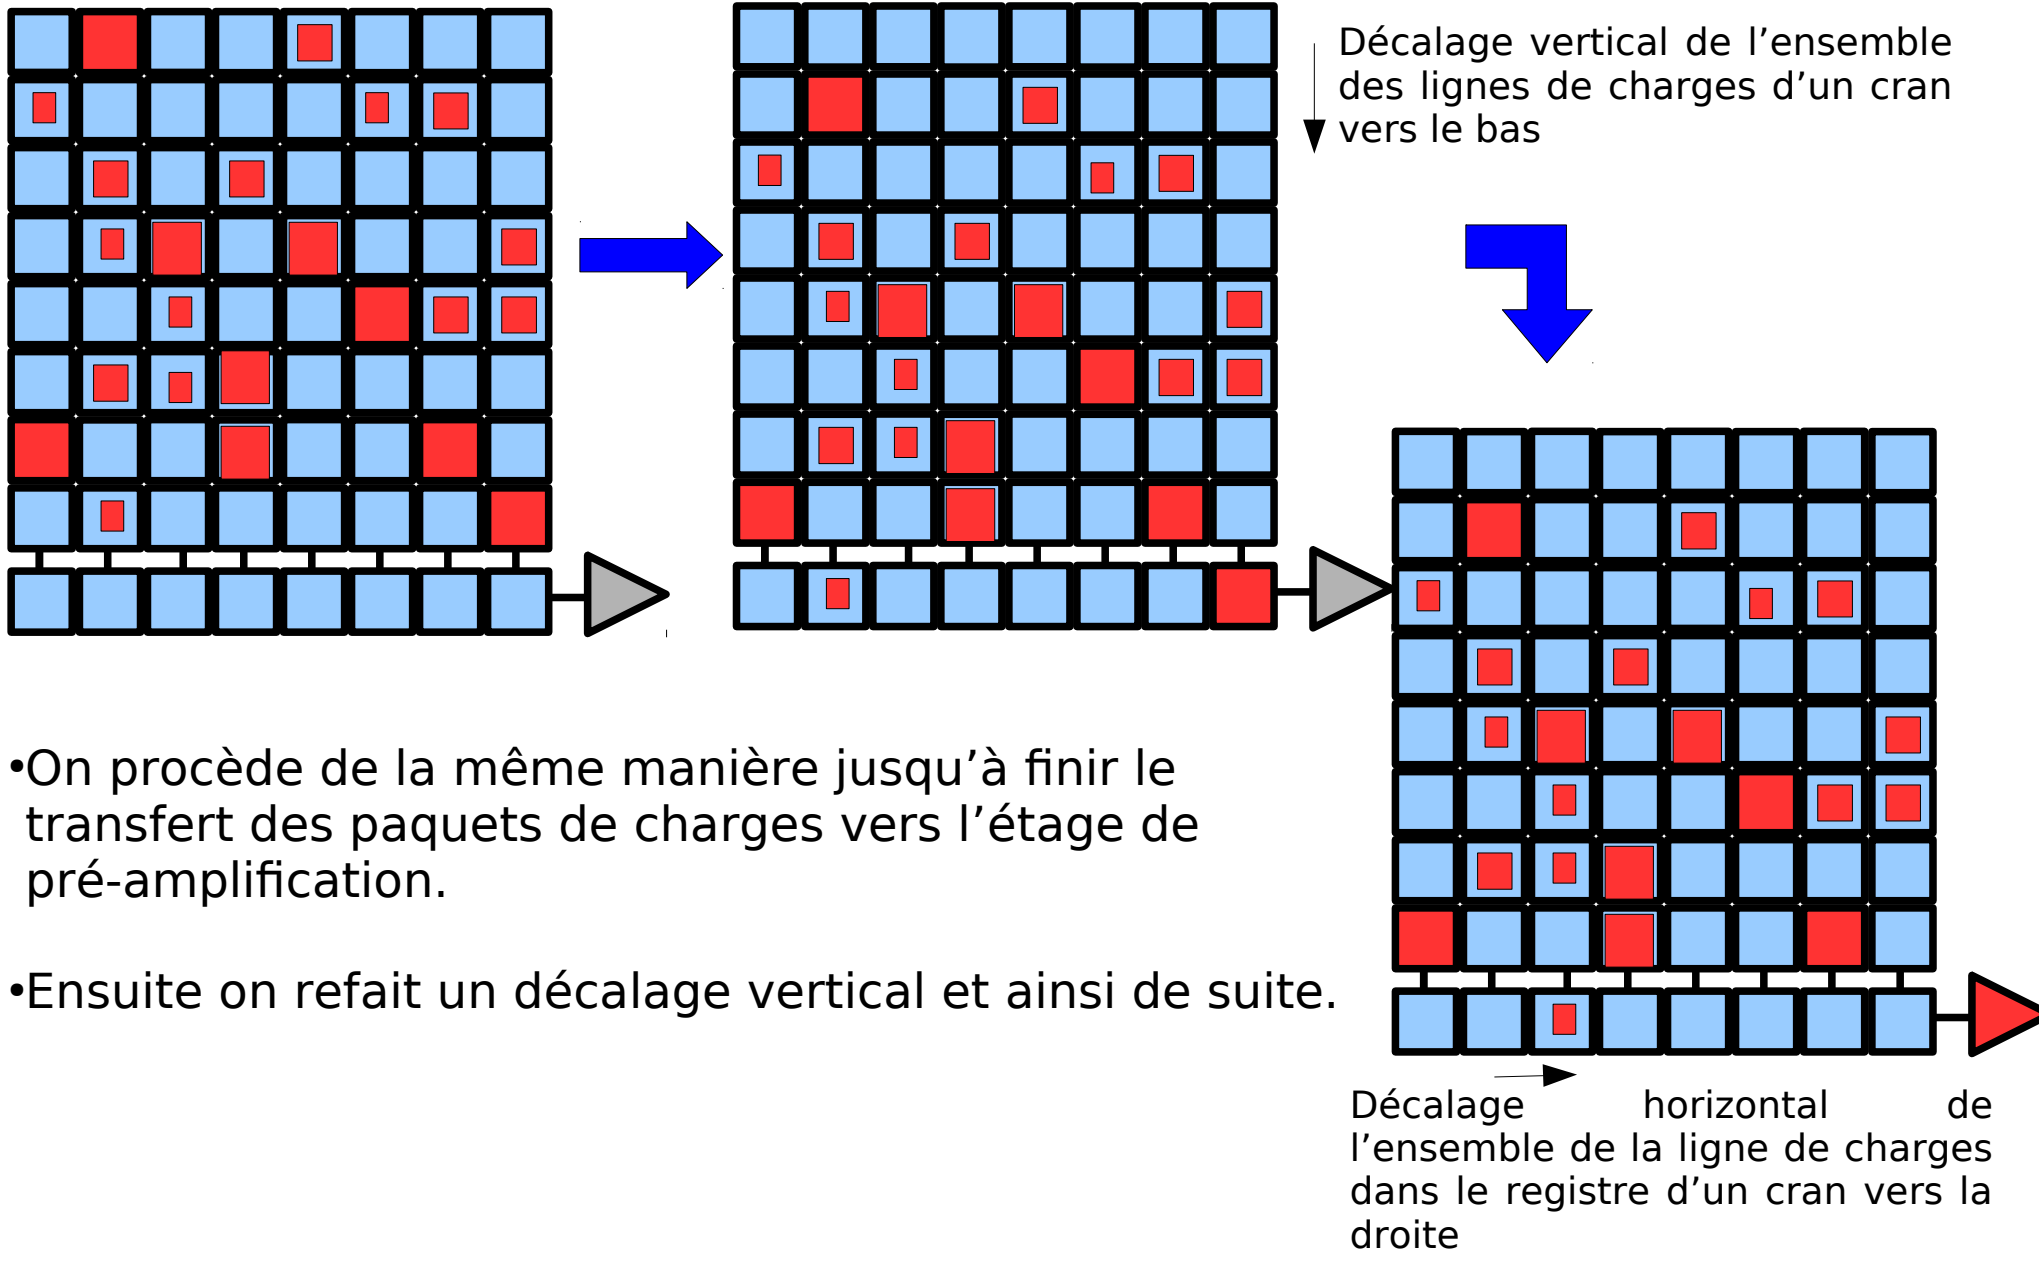 Décalage vertical de l’ensemble
des lignes de charges d’un cran
vers le bas
•On procède de la même manière jusqu’à finir le
transfert des paquets de charges vers l’étage de
pré-amplification.
•Ensuite on refait un décalage vertical et ainsi de suite.
Décalage horizontal de
l’ensemble de la ligne de charges
dans le registre d’un cran vers la
droite